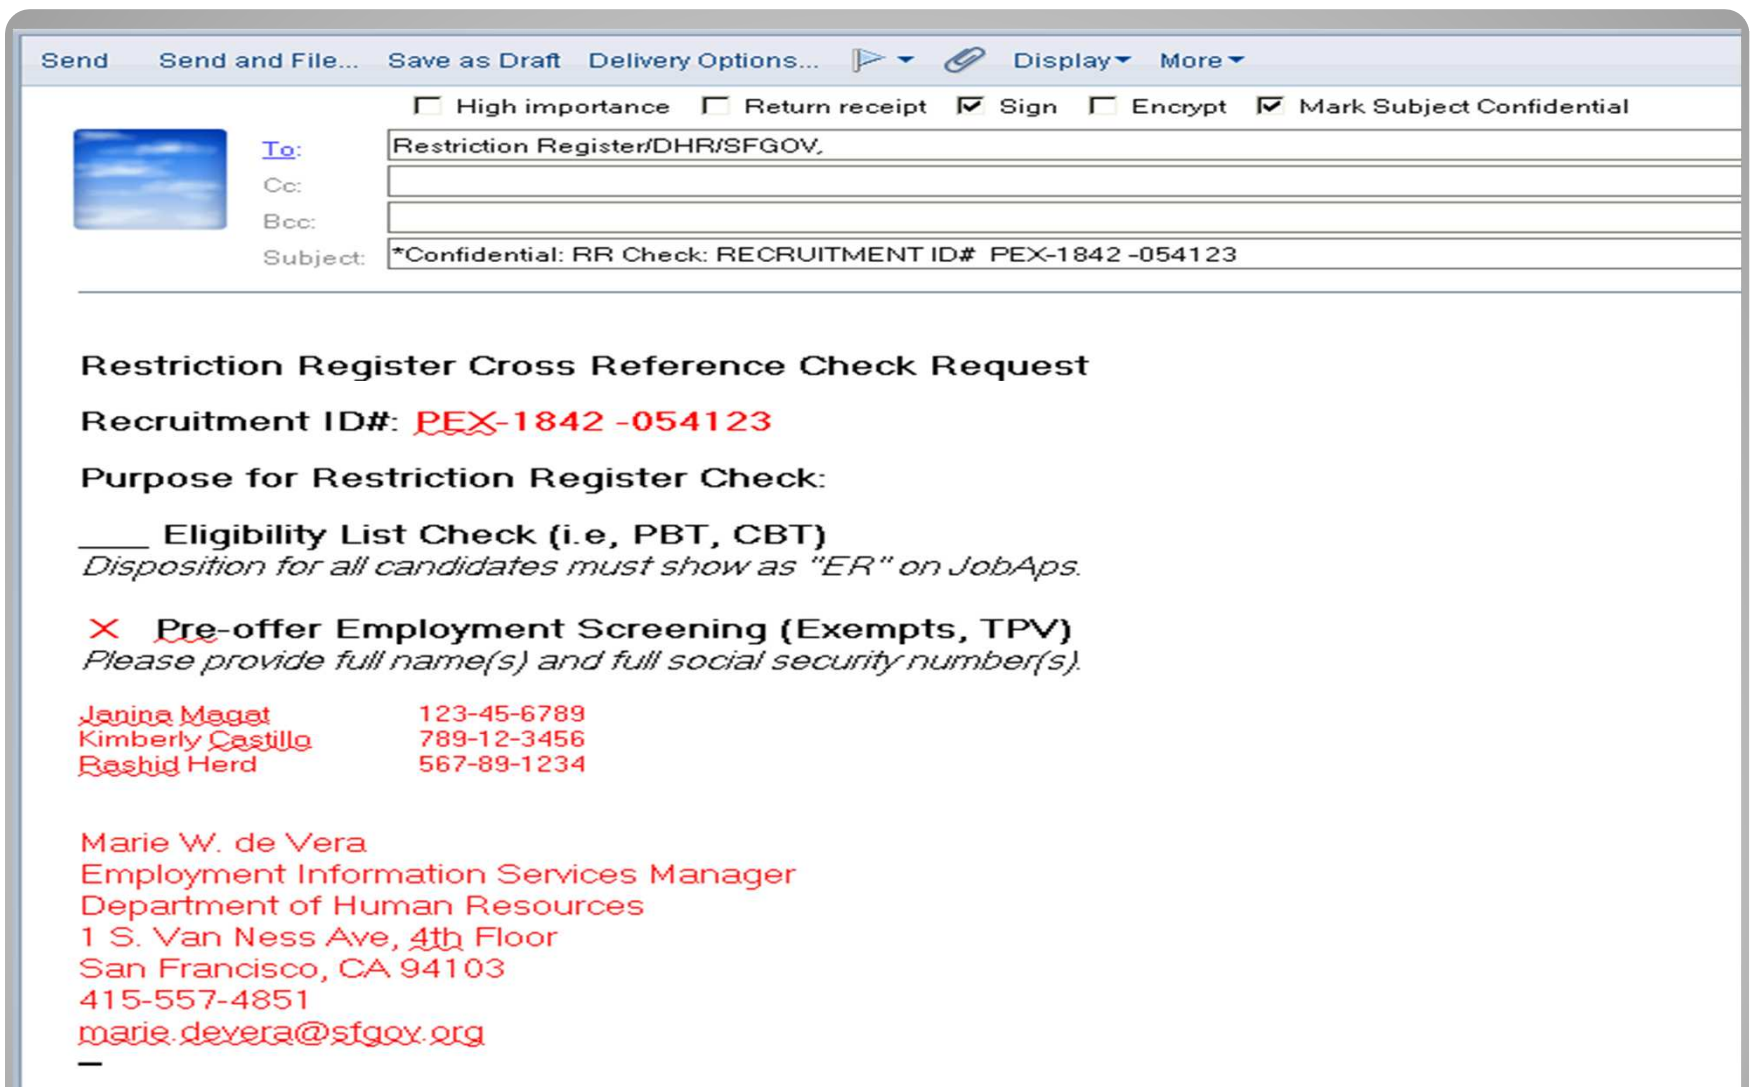 Send Send and File... Save as Draft Delivery Options... Display More
High importance Return receipt Sign Encrypt Mark Subject Confidential
To: Restriction Register/DHR/SFGOV,
Cc:
Bcc:
Subject: *Confidential: RR Check: RECRUITMENT ID# PEX-1842 -054123
Restriction Register Cross Reference Check Request
Recruitment ID#: PEX-1842 -054123
Purpose for Restriction Register Check:
____ Eligibility List Check (i.e, PBT, CBT)
Disposition for all candidates must show as "ER" on JobAps.
X Pre-offer Employment Screening (Exempts, TPV)
Please provide full name(s) and full social security number(s).
Janina Magat 123-45-6789
Kimberly Castillo 789-12-3456
Rashid Herd 567-89-1234
Marie W. de Vera
Employment Information Services Manager
Department of Human Resources
1 S. Van Ness Ave, 4th Floor
San Francisco, CA 94103
415-557-4851
marie.devera@sfgov.org